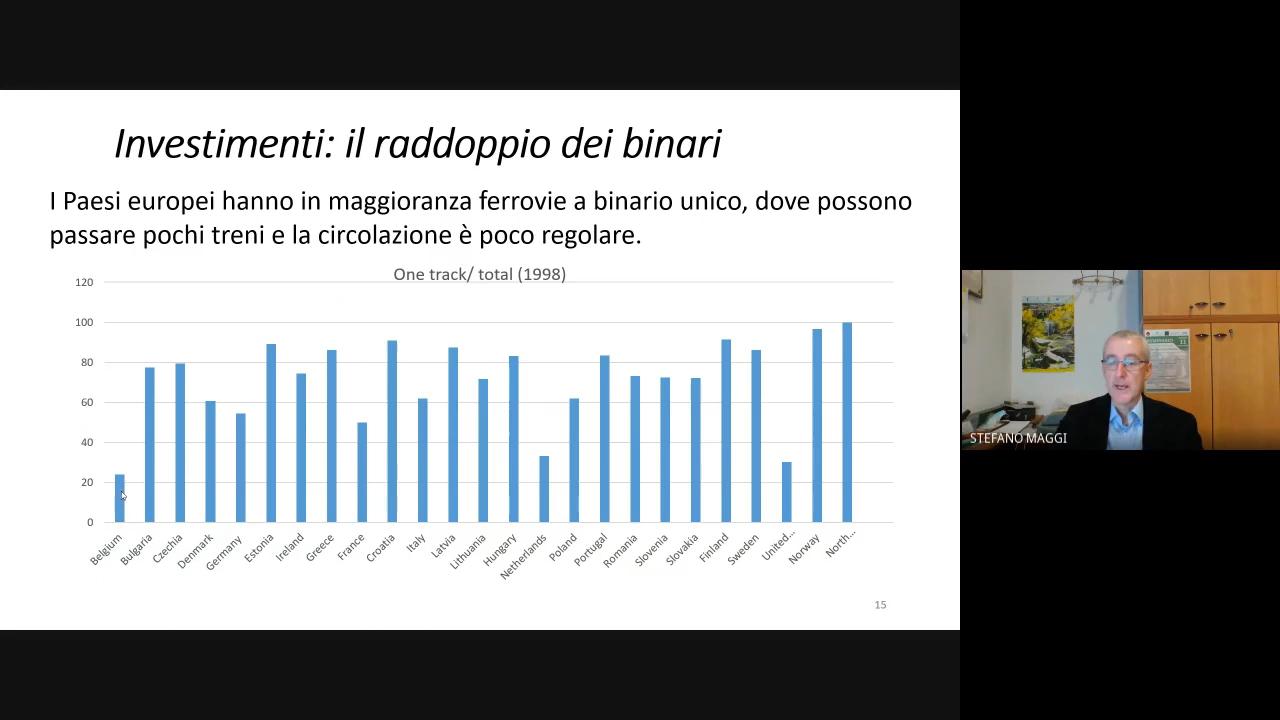 Investimenti: il raddoppio dei binari
I Paesi europei hanno in maggioranza ferrovie a binario unico, dove possono
passare pochi treni e la circolazione è poco regolare.
One track/ total (1998)
120
100
80
60
40
20
0
Belgium
Bulgaria
Czechia
Denmark
Germany
Estonia
Ireland
Greece
France
Croatia
Italy
Latvia
Lithuania
Hungary
Netherlands
Poland
Portugal
Romania
Slovenia
Slovakia
Finland
Sweden
United...
Norway
North...
15
STEFANO MAGGI